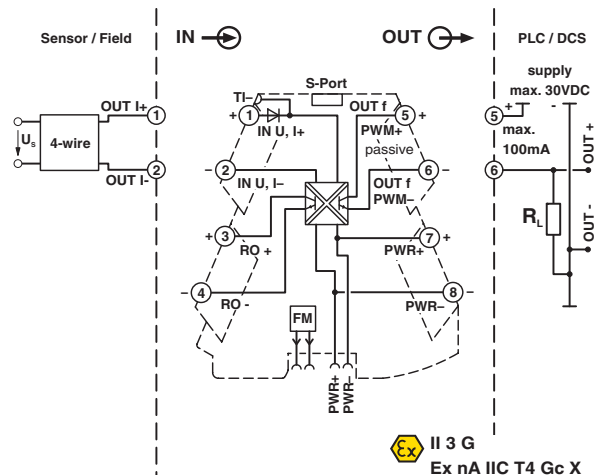 Sensor / Field
IN
OUT
PLC / DCS
supply
max. 30VDC
S-Port
TI–
OUT f
OUT I+
1
+ 1
5 +
5
+
-
IN U, I+
PWM+
max.
100mA
Us
4-wire
passive
OUT I-
2
– 2
IN U, I–
OUT f
6 –
6
PWM–
OUT +
RL
OUT -
+ 3
RO +
7 +
PWR+
– 4
RO -
8 –
PWR–
FM
PWR+
PWR–
Ex
II 3 G
Ex nA IIC T4 Gc X